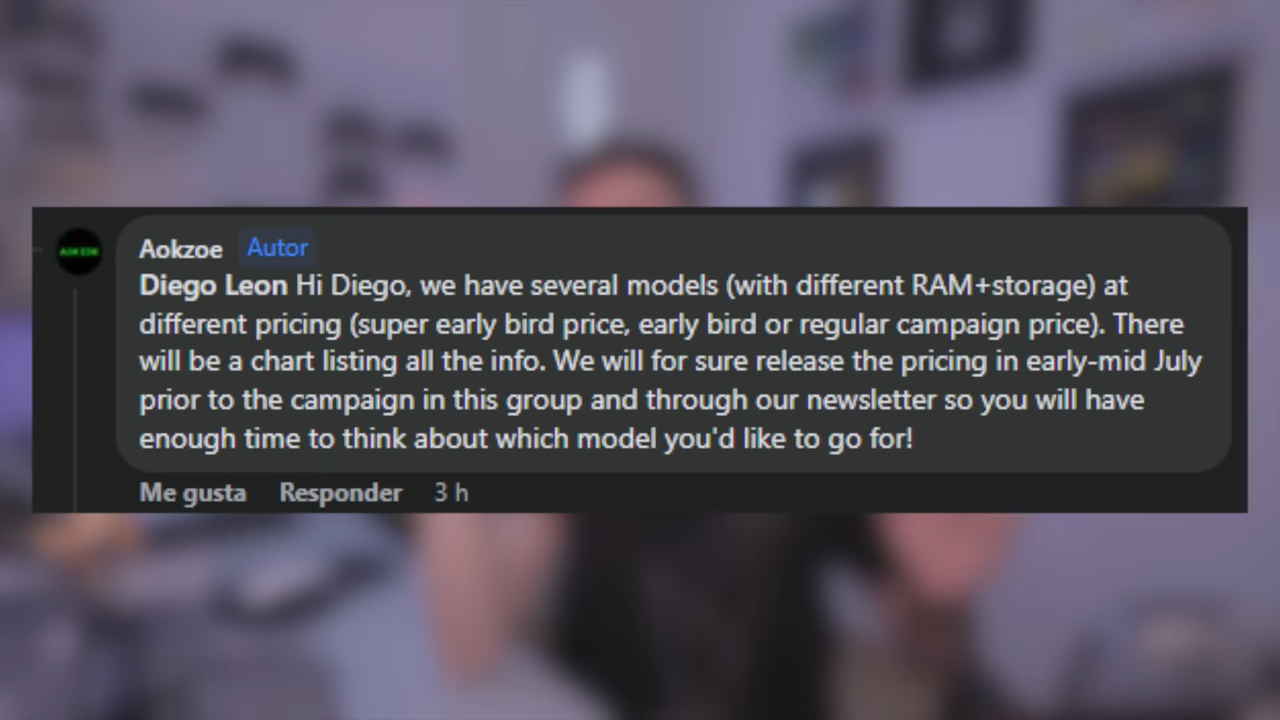 Aokzoe Autor
Diego Leon Hi Diego, we have several models (with different RAM+storage) at
different pricing (super early bird price, early bird or regular campaign price). There
will be a chart listing all the info. We will for sure release the pricing in early-mid July
prior to the campaign in this group and through our newsletter so you will have
enough time to think about which model you'd like to go for!
Me gusta Responder 3 h